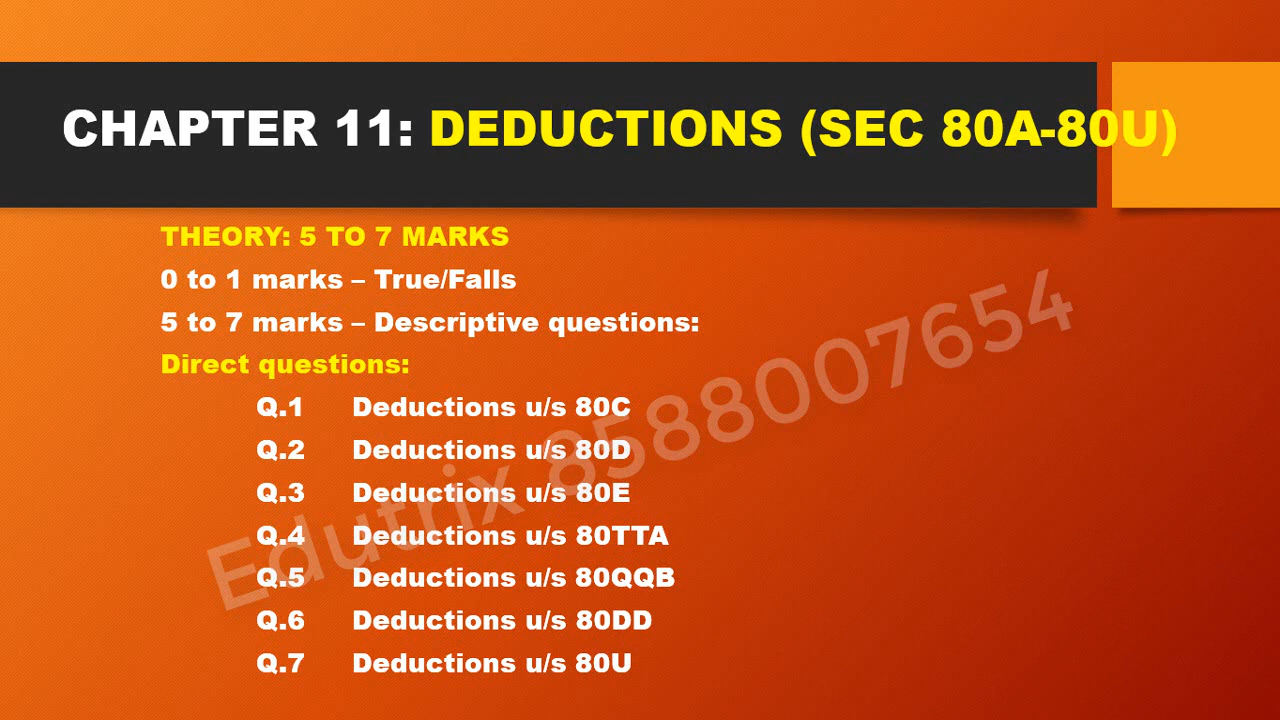 CHAPTER 11: DEDUCTIONS (SEC 80A-80U)
THEORY: 5 TO 7 MARKS
0 to 1 marks – True/Falls
5 to 7 marks – Descriptive questions:
Direct questions:
Q.1 Deductions u/s 80C
Q.2 Deductions u/s 80D
Q.3 Deductions u/s 80E
Q.4 Deductions u/s 80TTA
Q.5 Deductions u/s 80QQB
Q.6 Deductions u/s 80DD
Q.7 Deductions u/s 80U
Edutrix 8588007654